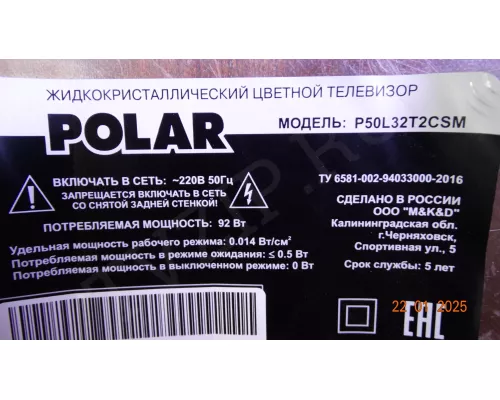 ЖИДКОКРИСТАЛЛИЧЕСКИЙ ЦВЕТНОЙ ТЕЛЕВИЗОР
POLAR
МОДЕЛЬ: P50L32T2CSM
ВКЛЮЧАТЬ В СЕТЬ: ~220В 50Гц
ЗАПРЕЩАЕТСЯ ВКЛЮЧАТЬ В СЕТЬ
СО СНЯТОЙ ЗАДНЕЙ СТЕНКОЙ!
ПОТРЕБЛЯЕМАЯ МОЩНОСТЬ: 92 Вт
Удельная мощность рабочего режима: 0.014 Вт/см²
Потребляемая мощность в режиме ожидания: ≤ 0.5 Вт
Потребляемая мощность в выключенном режиме: 0 Вт
ТУ 6581-002-94033000-2016
СДЕЛАНО В РОССИИ
ООО "M&K&D"
Калининградская обл.
г.Черняховск,
Спортивная ул., 5
Срок службы: 5 лет
22 01 2025
EAC